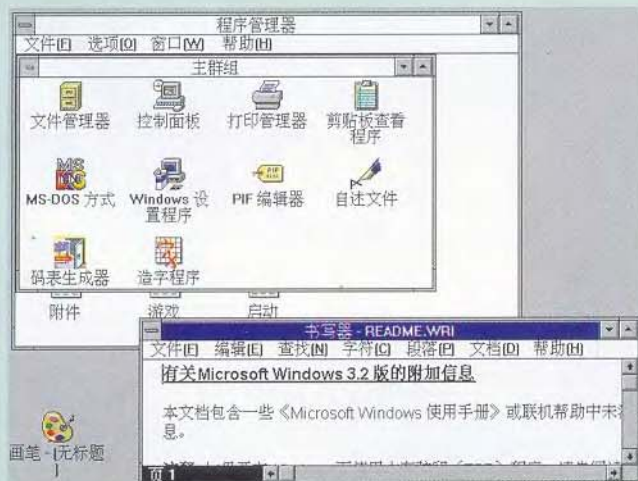 程序管理器
文件(F) 选项(O) 窗口(W) 帮助(H)
主群组
文件管理器 控制面板 打印管理器 剪贴板查看
程序
MS-DOS 方式 Windows 设
置程序 PIF 编辑器 自述文件
码表生成器 造字程序
附件 游戏 启动
书写器 - README.WRI
文件(F) 编辑(E) 查找(N) 字符(C) 段落(P) 文档(D) 帮助(H)
有关Microsoft Windows 3.2 版的附加信息
本文档包含一些《Microsoft Windows 使用手册》或联机帮助中未
息。
画笔 - [无标题
]
页 1